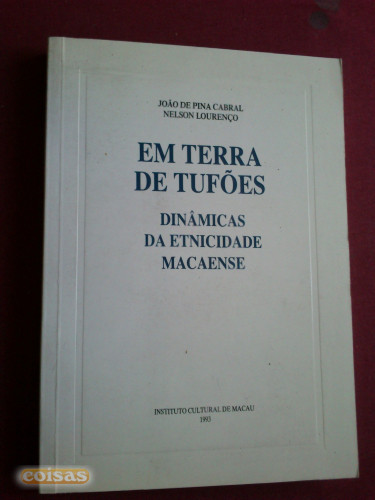 JOÃO DE PINA CABRAL
NELSON LOURENÇO
EM TERRA
DE TUFÕES
DINÂMICAS
DA ETNICIDADE
MACAENSE
INSTITUTO CULTURAL DE MACAU
1993
coisas